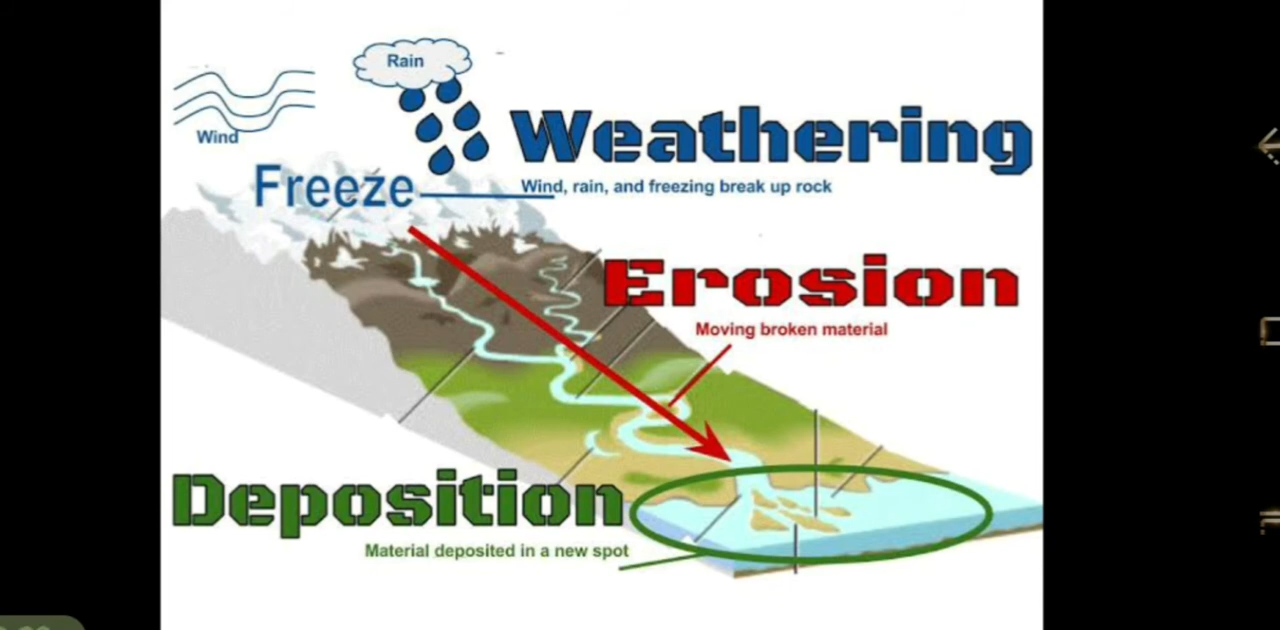 Rain
Wind
Weathering
Freeze
Wind, rain, and freezing break up rock
Erosion
Moving broken material
Deposition
Material deposited in a new spot